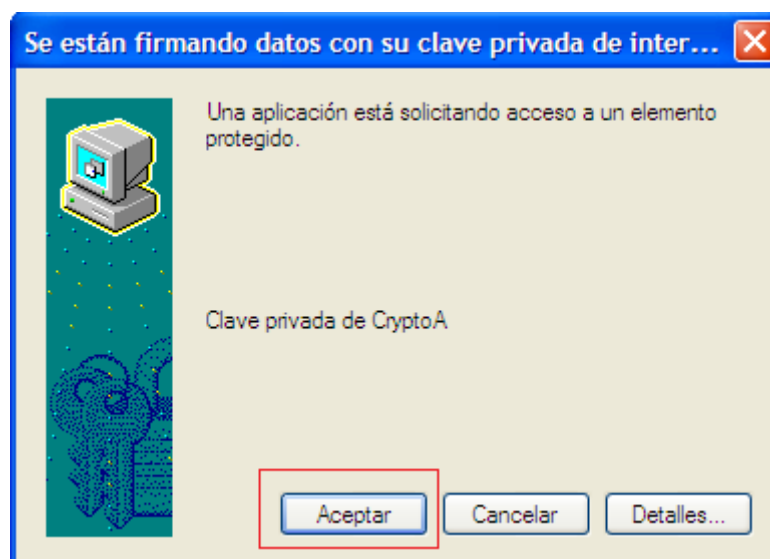 Se están firmando datos con su clave privada de inter...
Una aplicación está solicitando acceso a un elemento
protegido.
Clave privada de CryptoA
Aceptar
Cancelar
Detalles...